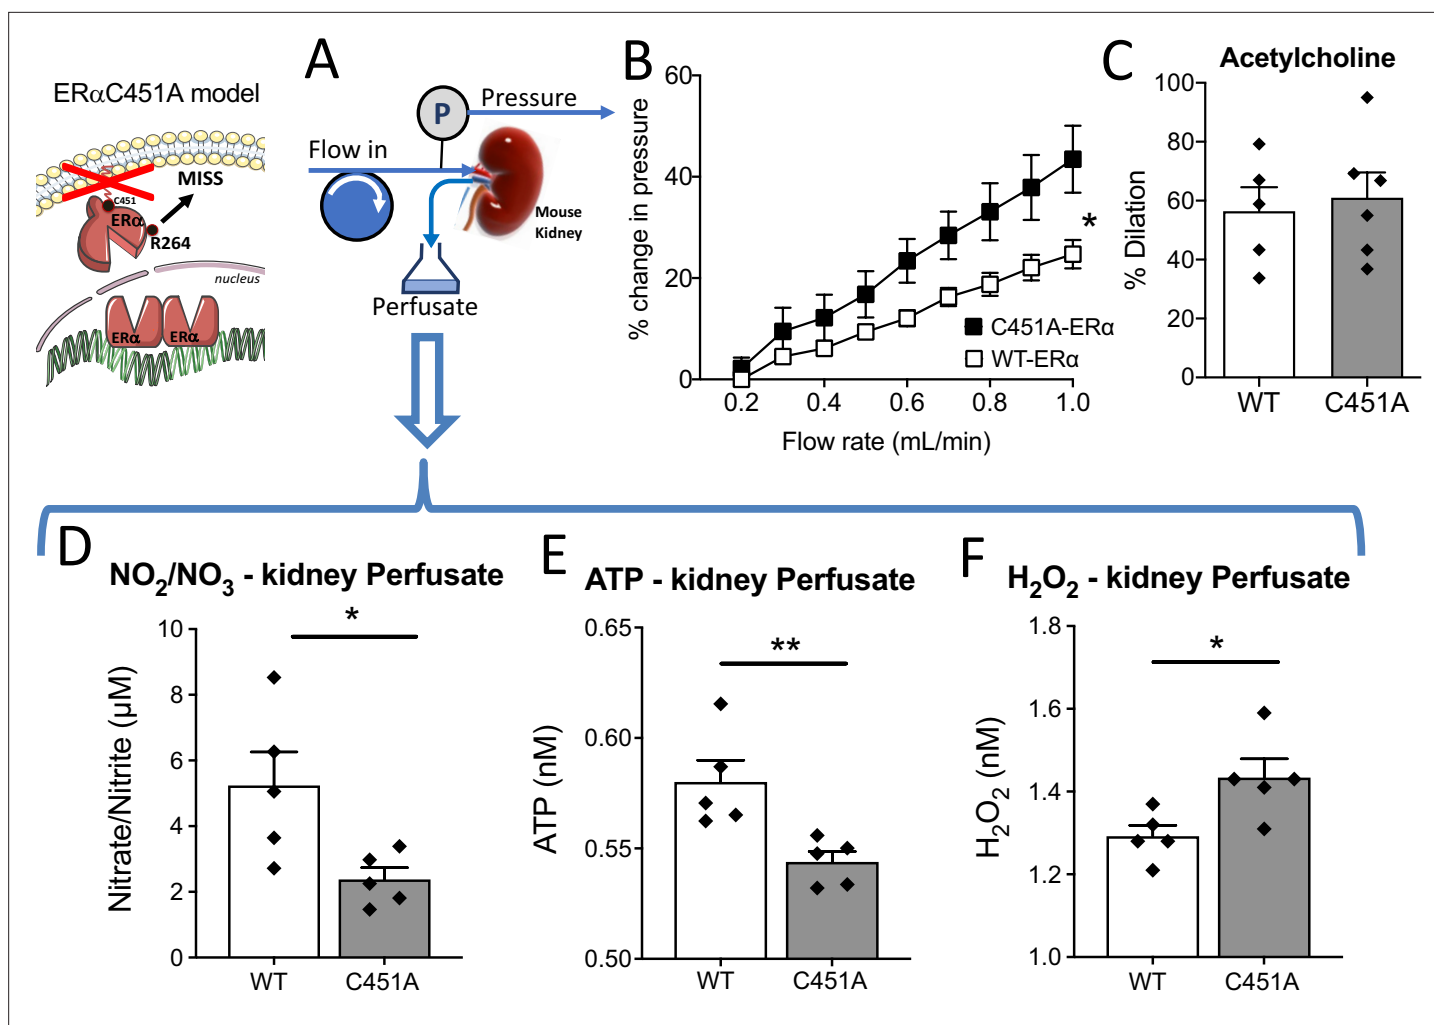 ERαC451A model
MISS
C451
ERα
R264
nucleus
ERα
ERα
A
P
Pressure
Flow in
Mouse
Kidney
Perfusate
B
% change in pressure
60
40
20
0
0.2
0.4
0.6
0.8
1.0
Flow rate (mL/min)
C451A-ERα
WT-ERα
*
C
Acetylcholine
% Dilation
100
80
60
40
20
0
WT
C451A
D
NO₂/NO₃ - kidney Perfusate
*
Nitrate/Nitrite (μM)
10
8
6
4
2
0
WT
C451A
E
ATP - kidney Perfusate
**
ATP (nM)
0.65
0.60
0.55
0.50
WT
C451A
F
H₂O₂ - kidney Perfusate
*
H₂O₂ (nM)
1.8
1.6
1.4
1.2
1.0
WT
C451A